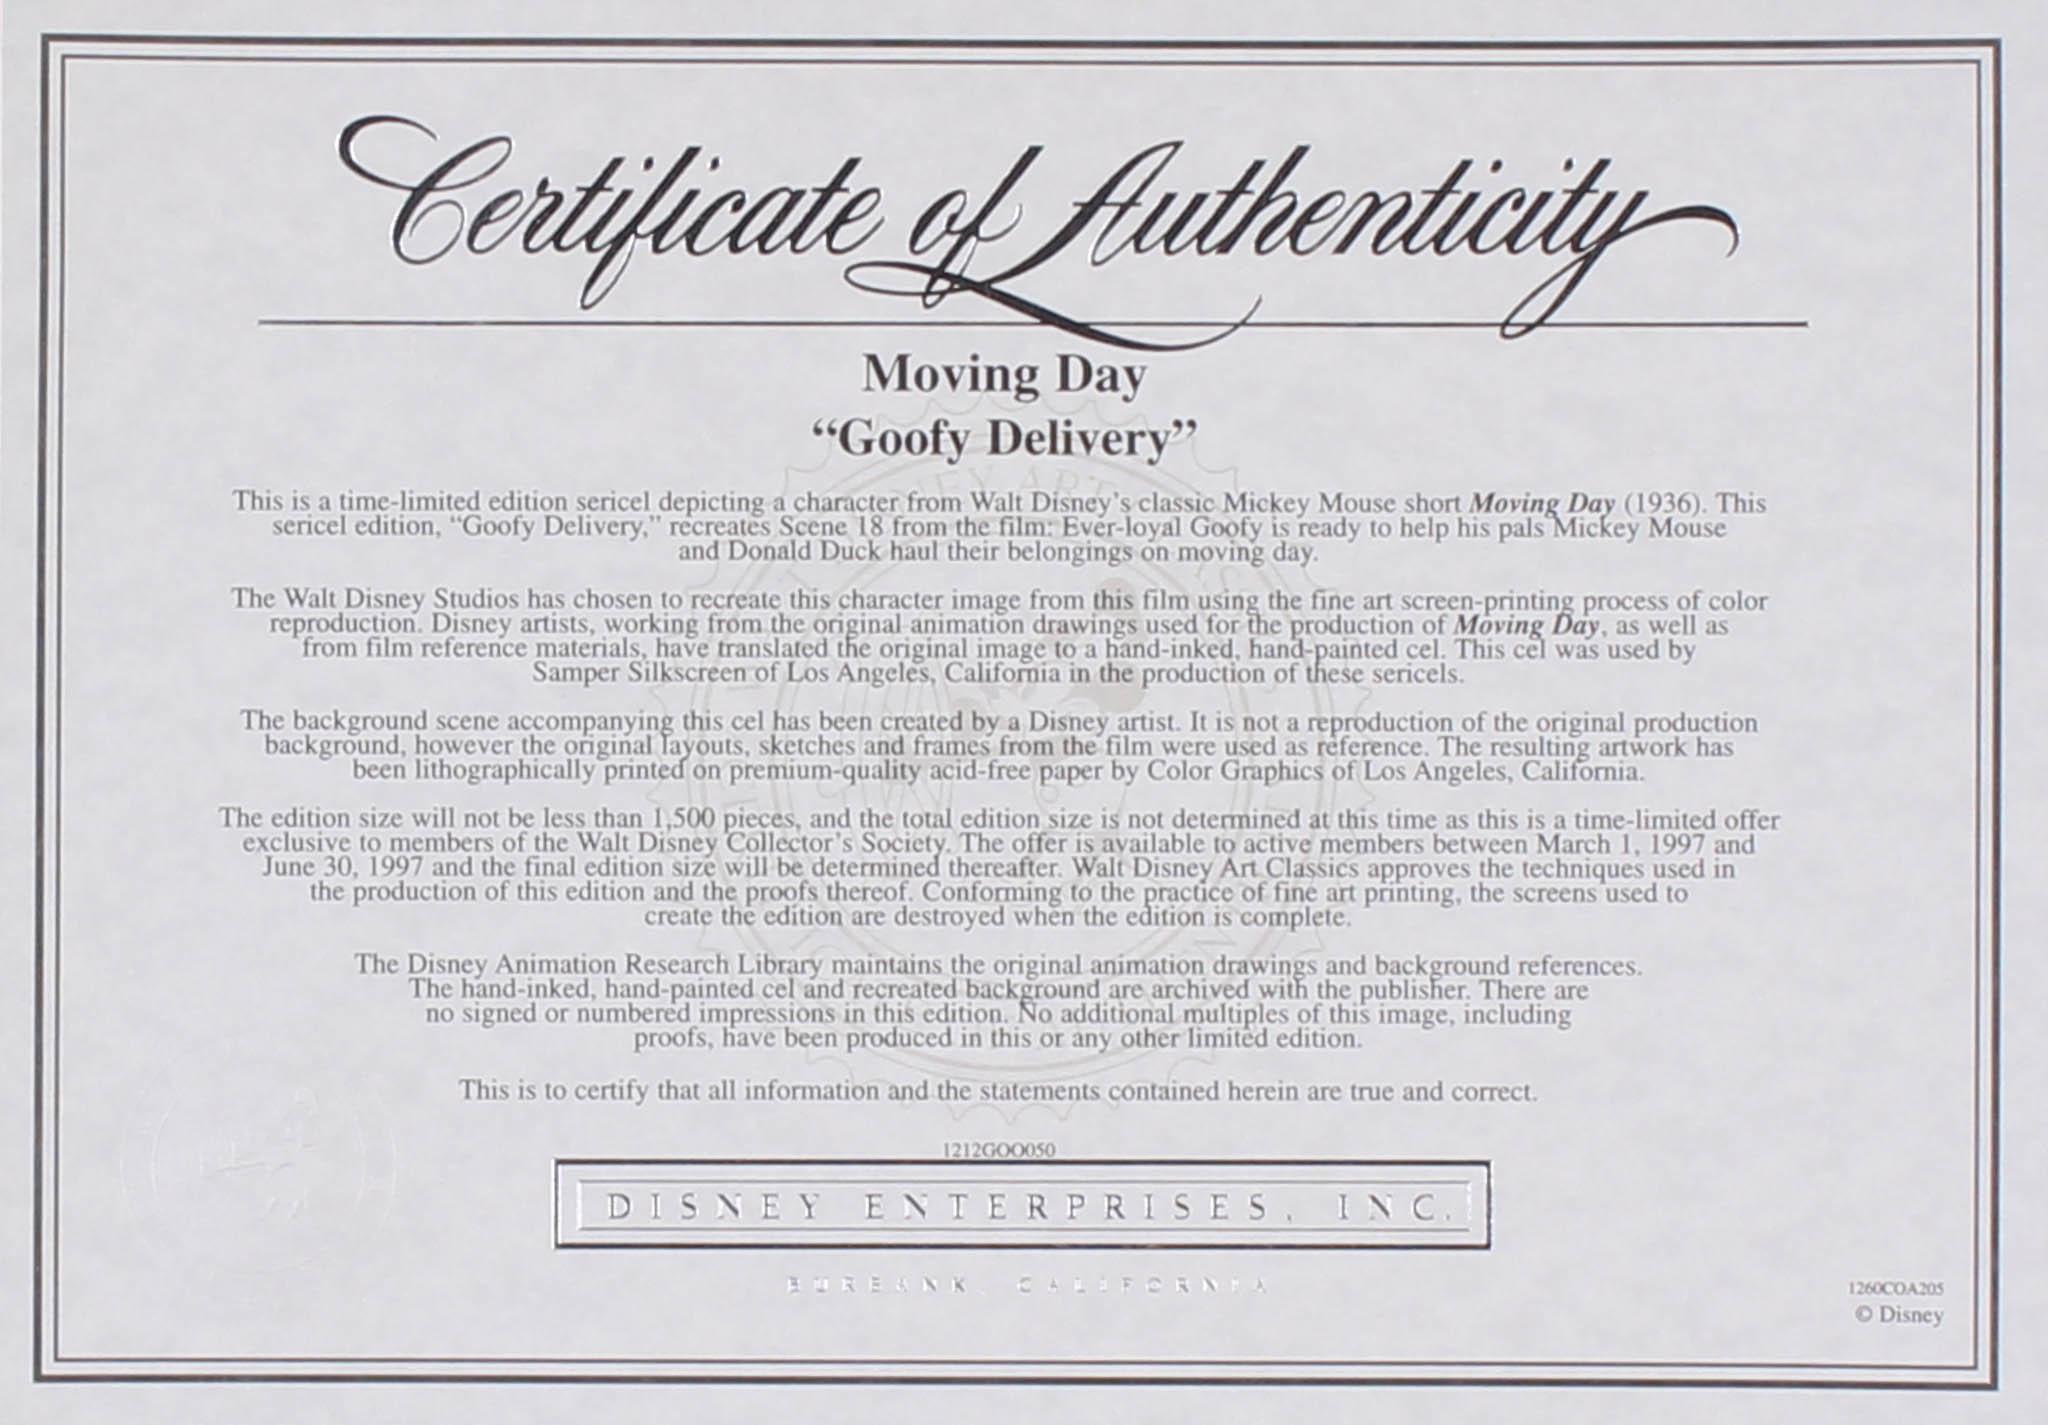 Certificate of Authenticity
Moving Day
“Goofy Delivery”
This is a time-limited edition sericel depicting a character from Walt Disney’s classic Mickey Mouse short Moving Day (1936). This
sericel edition, “Goofy Delivery,” recreates Scene 18 from the film: Ever-loyal Goofy is ready to help his pals Mickey Mouse
and Donald Duck haul their belongings on moving day.
The Walt Disney Studios has chosen to recreate this character image from this film using the fine art screen-printing process of color
reproduction. Disney artists, working from the original animation drawings used for the production of Moving Day, as well as
from film reference materials, have translated the original image to a hand-inked, hand-painted cel. This cel was used by
Samper Silkscreen of Los Angeles, California in the production of these sericels.
The background scene accompanying this cel has been created by a Disney artist. It is not a reproduction of the original production
background, however the original layouts, sketches and frames from the film were used as reference. The resulting artwork has
been lithographically printed on premium-quality acid-free paper by Color Graphics of Los Angeles, California.
The edition size will not be less than 1,500 pieces, and the total edition size is not determined at this time as this is a time-limited offer
exclusive to members of the Walt Disney Collector’s Society. The offer is available to active members between March 1, 1997 and
June 30, 1997 and the final edition size will be determined thereafter. Walt Disney Art Classics approves the techniques used in
the production of this edition and the proofs thereof. Conforming to the practice of fine art printing, the screens used to
create the edition are destroyed when the edition is complete.
The Disney Animation Research Library maintains the original animation drawings and background references.
The hand-inked, hand-painted cel and recreated background are archived with the publisher. There are
no signed or numbered impressions in this edition. No additional multiples of this image, including
proofs, have been produced in this or any other limited edition.
This is to certify that all information and the statements contained herein are true and correct.
1212GOO050
DISNEY ENTERPRISES, INC.
BURBANK, CALIFORNIA
1260COA205
© Disney